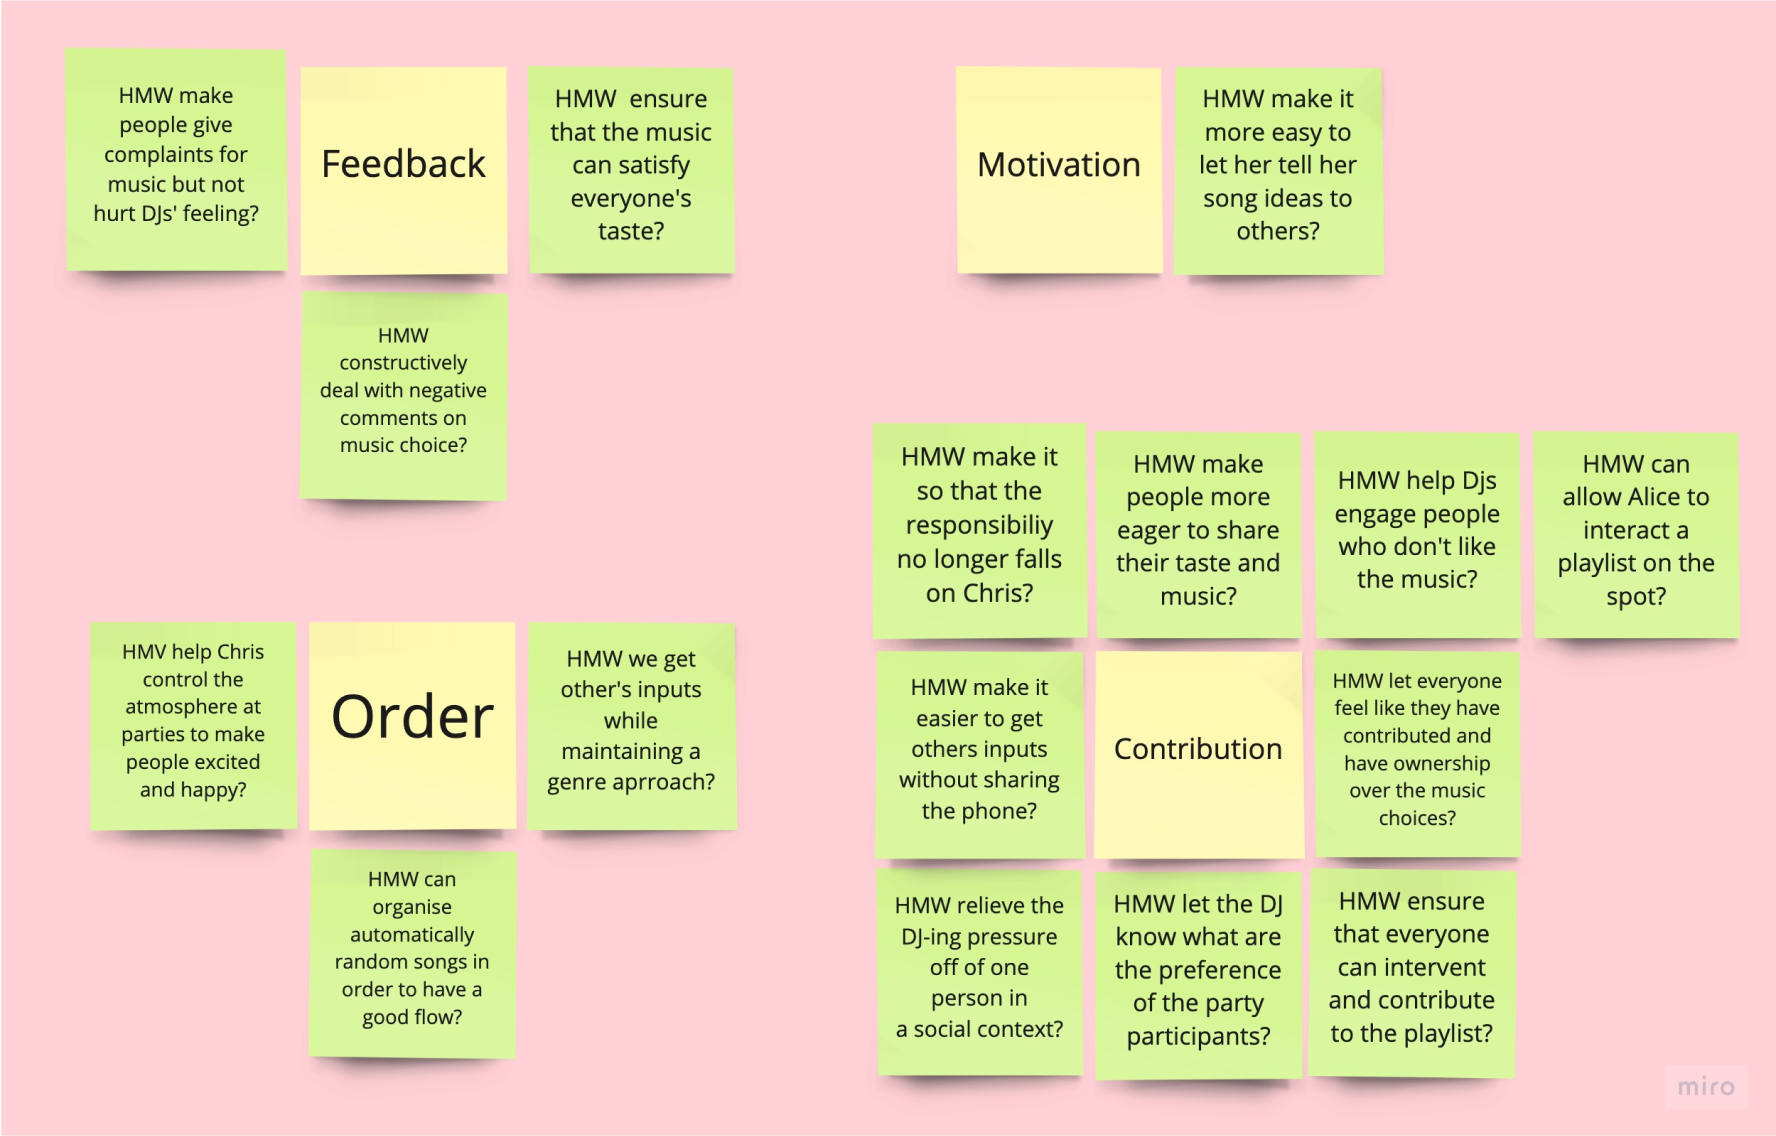 HMW make
people give
complaints for
music but not
hurt DJs' feeling?
Feedback
HMW  ensure
that the music
can satisfy
everyone's
taste?
HMW
constructively
deal with negative
comments on
music choice?
Motivation
HMW make it
more easy to
let her tell her
song ideas to
others?
HMV help Chris
control the
atmosphere at
parties to make
people excited
and happy?
Order
HMW we get
other's inputs
while
maintaining a
genre aprroach?
HMW can
organise
automatically
random songs in
order to have a
good flow?
HMW make it
so that the
responsibiliy
no longer falls
on Chris?
HMW make
people more
eager to share
their taste and
music?
HMW help Djs
engage people
who don't like
the music?
HMW can
allow Alice to
interact a
playlist on the
spot?
HMW make it
easier to get
others inputs
without sharing
the phone?
Contribution
HMW let everyone
feel like they have
contributed and
have ownership
over the music
choices?
HMW relieve the
DJ-ing pressure
off of one
person in
a social context?
HMW let the DJ
know what are
the preference
of the party
participants?
HMW ensure
that everyone
can intervent
and contribute
to the playlist?
miro